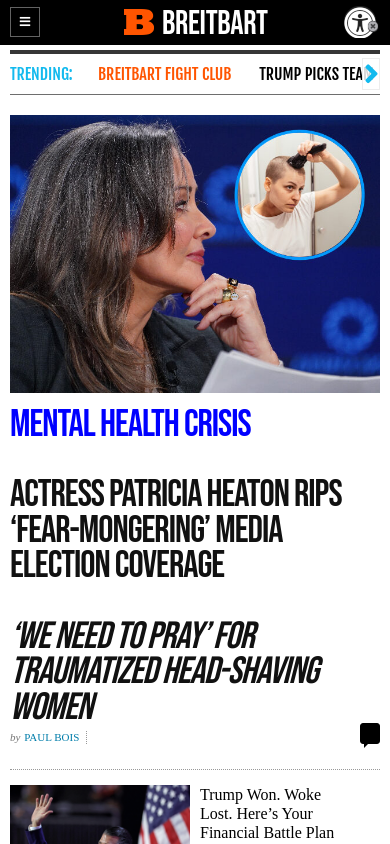 BREITBART
TRENDING:
BREITBART FIGHT CLUB
TRUMP PICKS TEA
MENTAL HEALTH CRISIS
ACTRESS PATRICIA HEATON RIPS
‘FEAR-MONGERING’ MEDIA
ELECTION COVERAGE
‘WE NEED TO PRAY’ FOR
TRAUMATIZED HEAD-SHAVING
WOMEN
by PAUL BOIS
Trump Won. Woke
Lost. Here’s Your
Financial Battle Plan